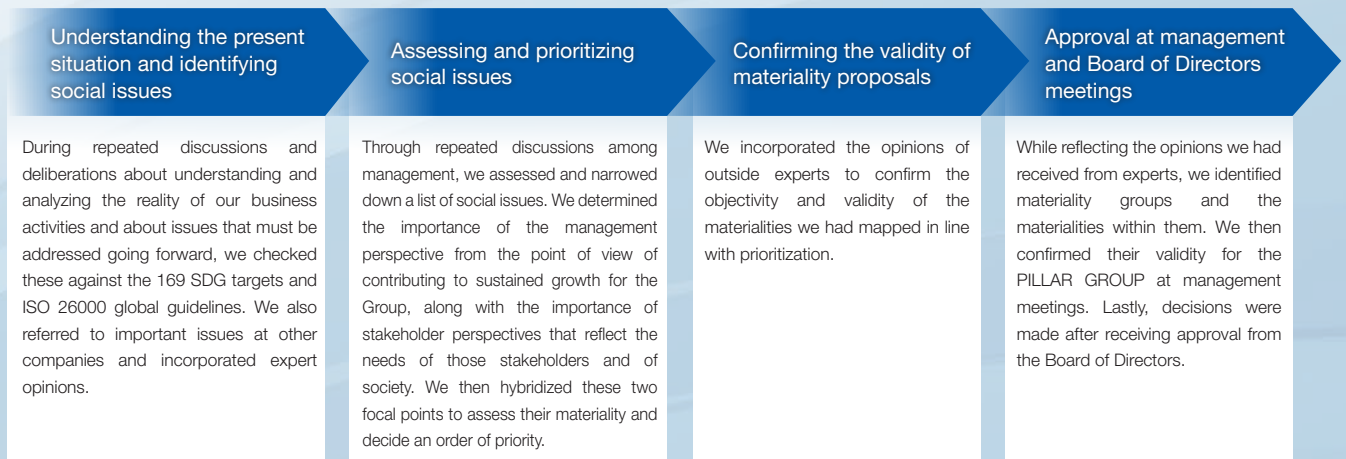 Understanding the present
situation and identifying
social issues
During repeated discussions and
deliberations about understanding and
analyzing the reality of our business
activities and about issues that must be
addressed going forward, we checked
these against the 169 SDG targets and
ISO 26000 global guidelines. We also
referred to important issues at other
companies and incorporated expert
opinions.
Assessing and prioritizing
social issues
Through repeated discussions among
management, we assessed and narrowed
down a list of social issues. We determined
the importance of the management
perspective from the point of view of
contributing to sustained growth for the
Group, along with the importance of
stakeholder perspectives that reflect the
needs of those stakeholders and of
society. We then hybridized these two
focal points to assess their materiality and
decide an order of priority.
Confirming the validity of
materiality proposals
We incorporated the opinions of
outside experts to confirm the
objectivity and validity of the
materialities we had mapped in line
with prioritization.
Approval at management
and Board of Directors
meetings
While reflecting the opinions we had
received from experts, we identified
materiality groups and the
materialities within them. We then
confirmed their validity for the
PILLAR GROUP at management
meetings. Lastly, decisions were
made after receiving approval from
the Board of Directors.